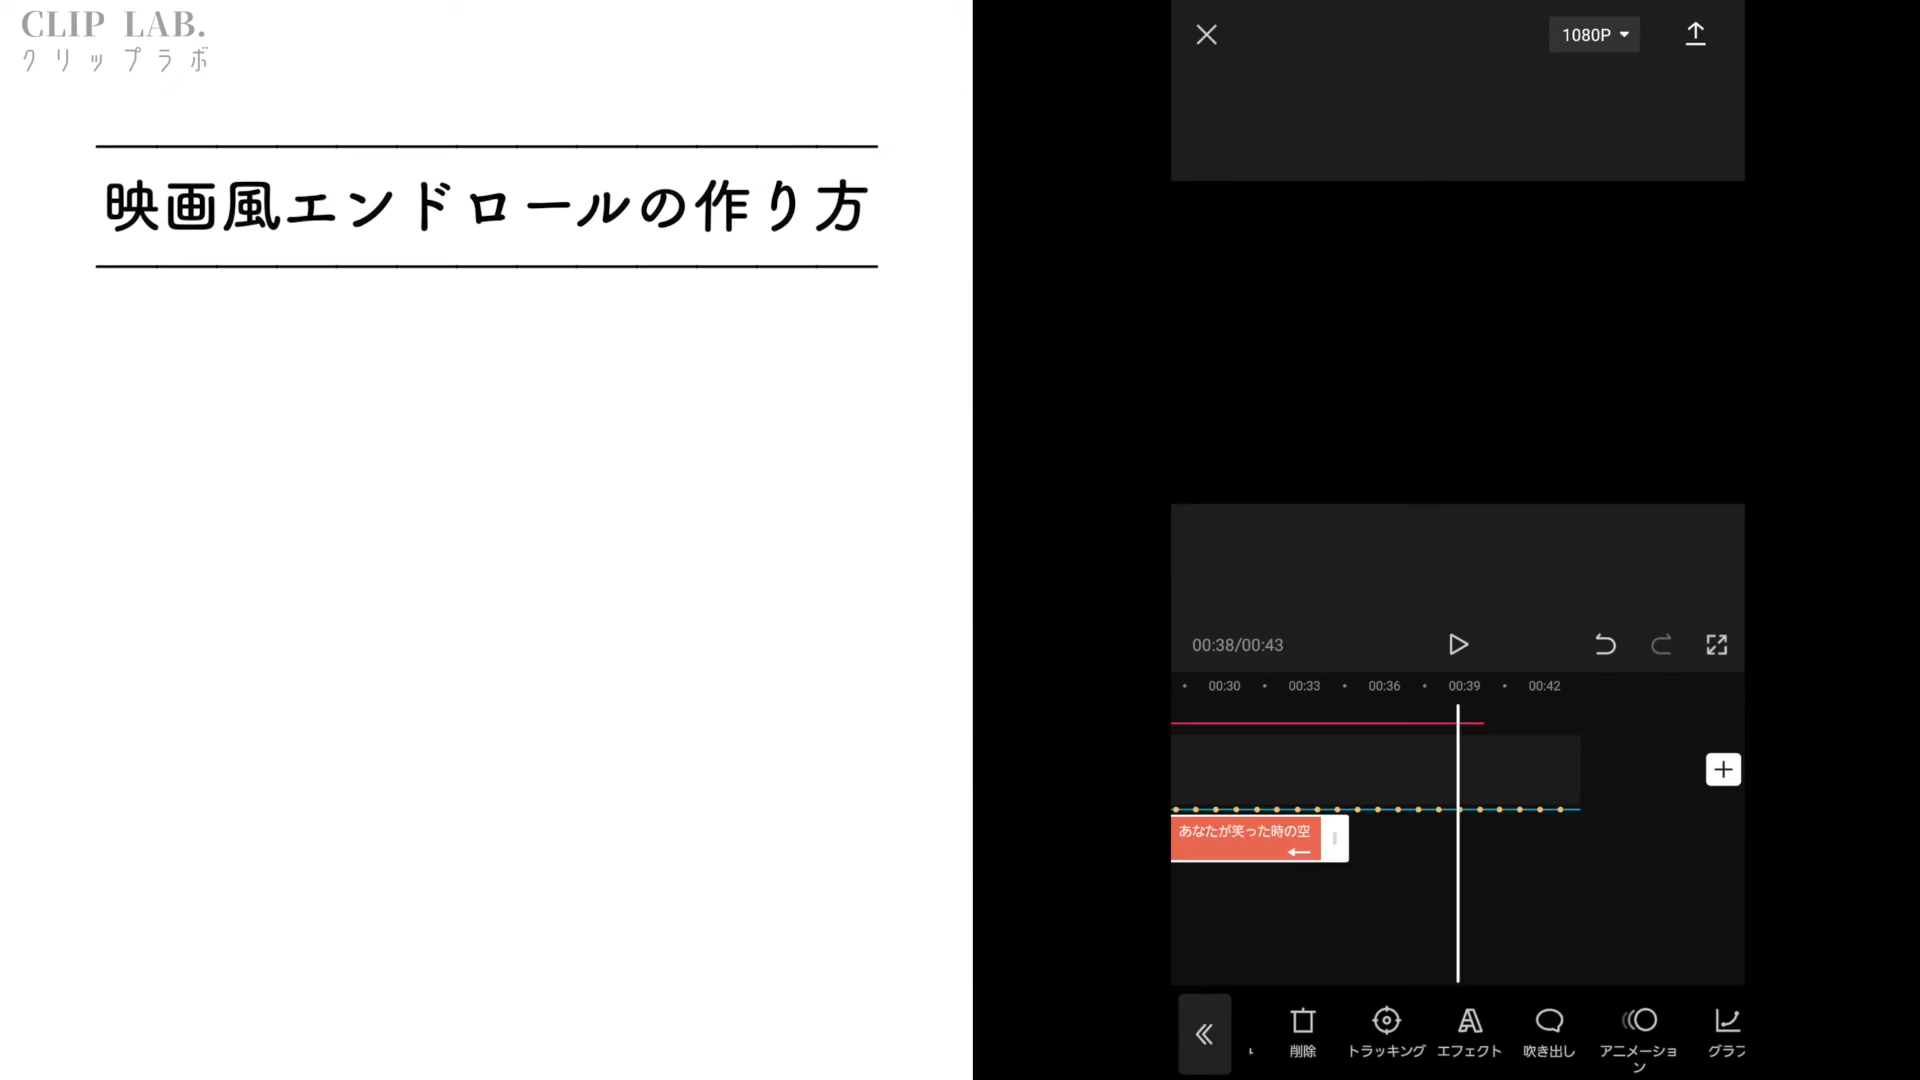 CLIP LAB.
クリップラボ
映画風エンドロールの作り方
1080P
00:38/00:43
00:30
00:33
00:36
00:39
00:42
あなたが笑った時の空
削除
トラッキング
エフェクト
吹き出し
アニメーショ
ン
グラフ